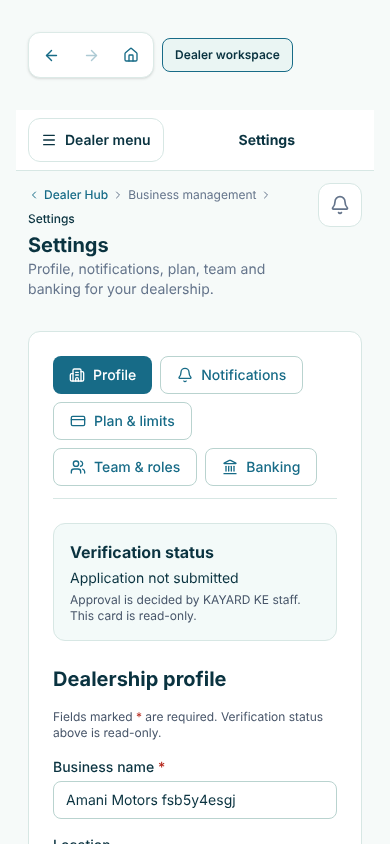 Dealer workspace
Dealer menu
Settings
Dealer Hub
Business management
Settings
Settings
Profile, notifications, plan, team and
banking for your dealership.
Profile
Notifications
Plan & limits
Team & roles
Banking
Verification status
Application not submitted
Approval is decided by KAYARD KE staff.
This card is read-only.
Dealership profile
Fields marked * are required. Verification status
above is read-only.
Business name *
Amani Motors fsb5y4esgj
Location